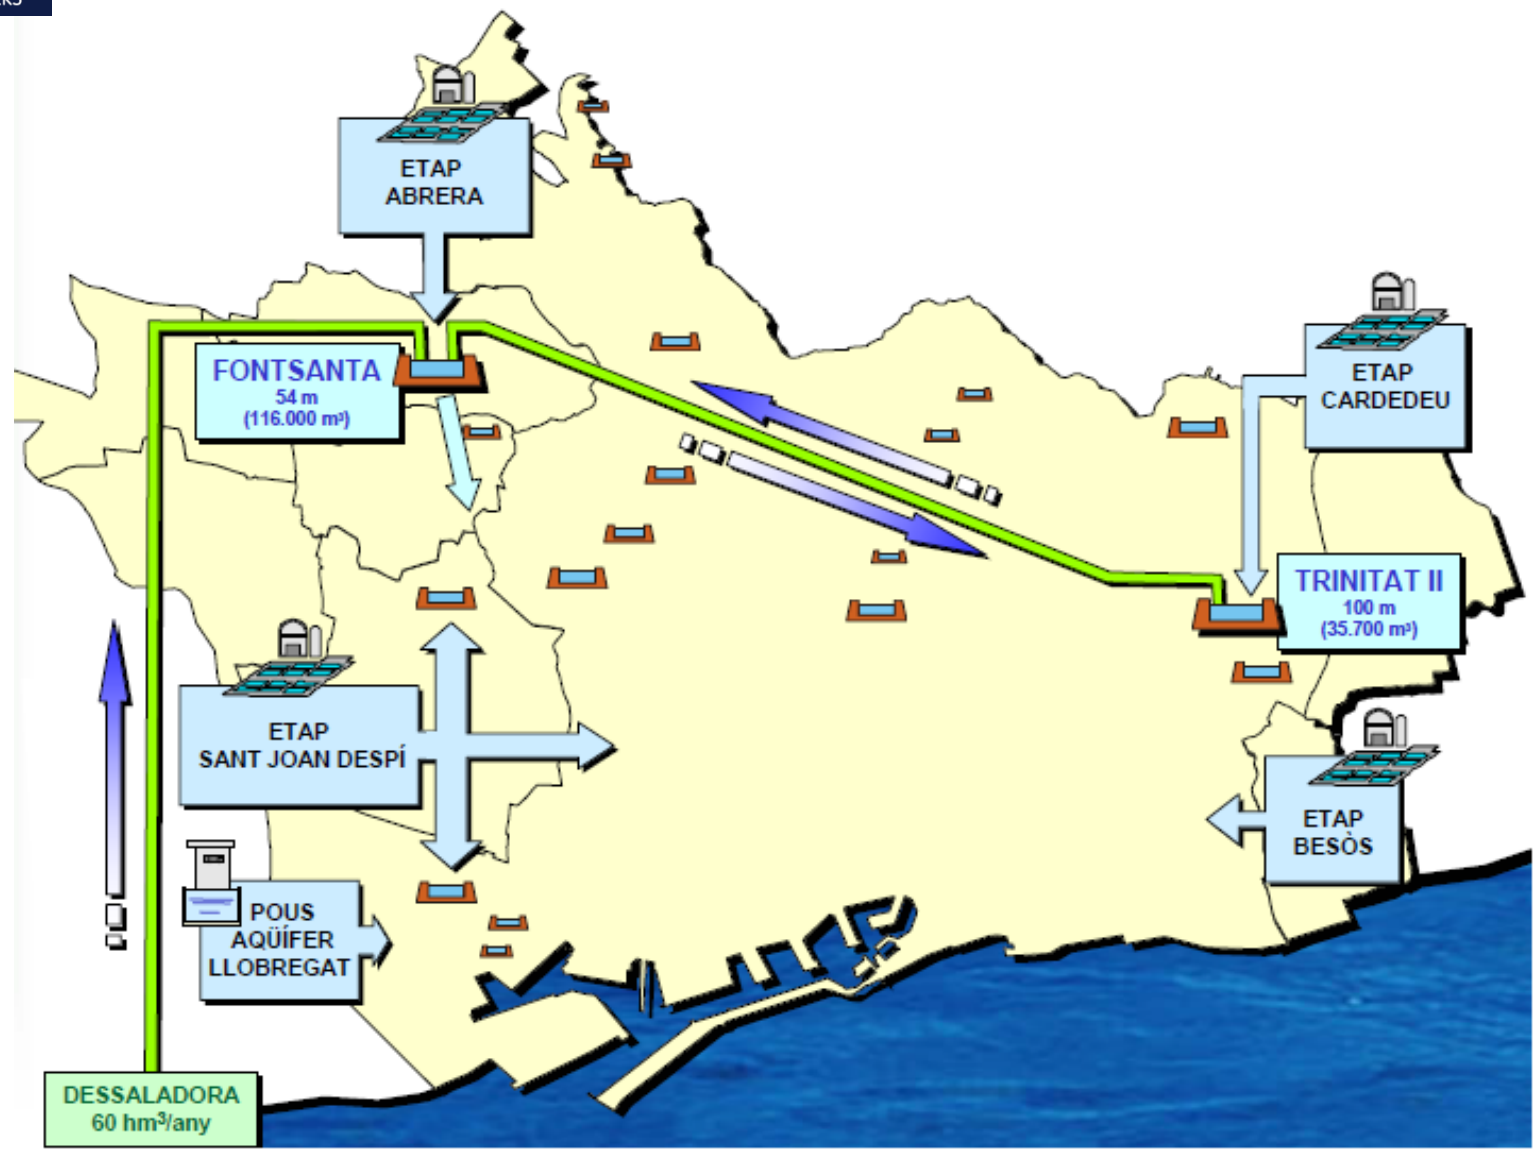 ETAP
ABRERA
FONTSANTA
54 m
(116.000 m³)
ETAP
CARDEDEU
TRINITAT II
100 m
(35.700 m³)
ETAP
SANT JOAN DESPÍ
ETAP
BESÒS
POUS
AQÜÍFER
LLOBREGAT
DESSALADORA
60 hm³/any